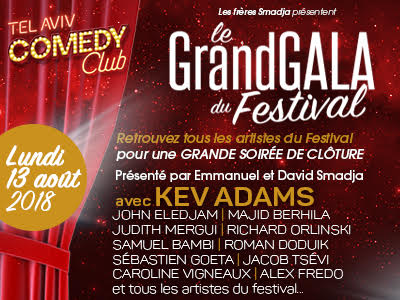 Les frères Smadja présentent
TEL AVIV
COMEDY
Club
le
GrandGALA
du Festival
Retrouvez tous les artistes du Festival
pour une GRANDE SOIRÉE DE CLÔTURE
Présenté par Emmanuel et David Smadja
Lundi
13 août
2018
avec KEV ADAMS
JOHN ELEDJAM | MAJID BERHILA
JUDITH MERGUI | RICHARD ORLINSKI
SAMUEL BAMBI | ROMAN DODUIK
SÉBASTIEN GOETA | JACOB TSÉVI
CAROLINE VIGNEAUX | ALEX FREDO
et tous les artistes du festival...